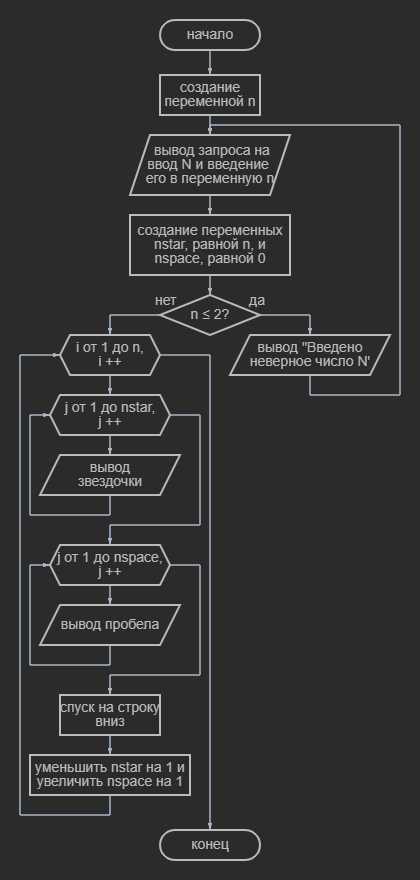 начало
создание
переменной n
вывод запроса на
ввод N и введение
его в переменную n
создание переменных
nstar, равной n, и
nspace, равной 0
нет
да
n ≤ 2?
i от 1 до n,
i ++
вывод "Введено
неверное число N'
j от 1 до nstar,
j ++
вывод
звездочки
j от 1 до nspace,
j ++
вывод пробела
спуск на строку
вниз
уменьшить nstar на 1 и
увеличить nspace на 1
конец